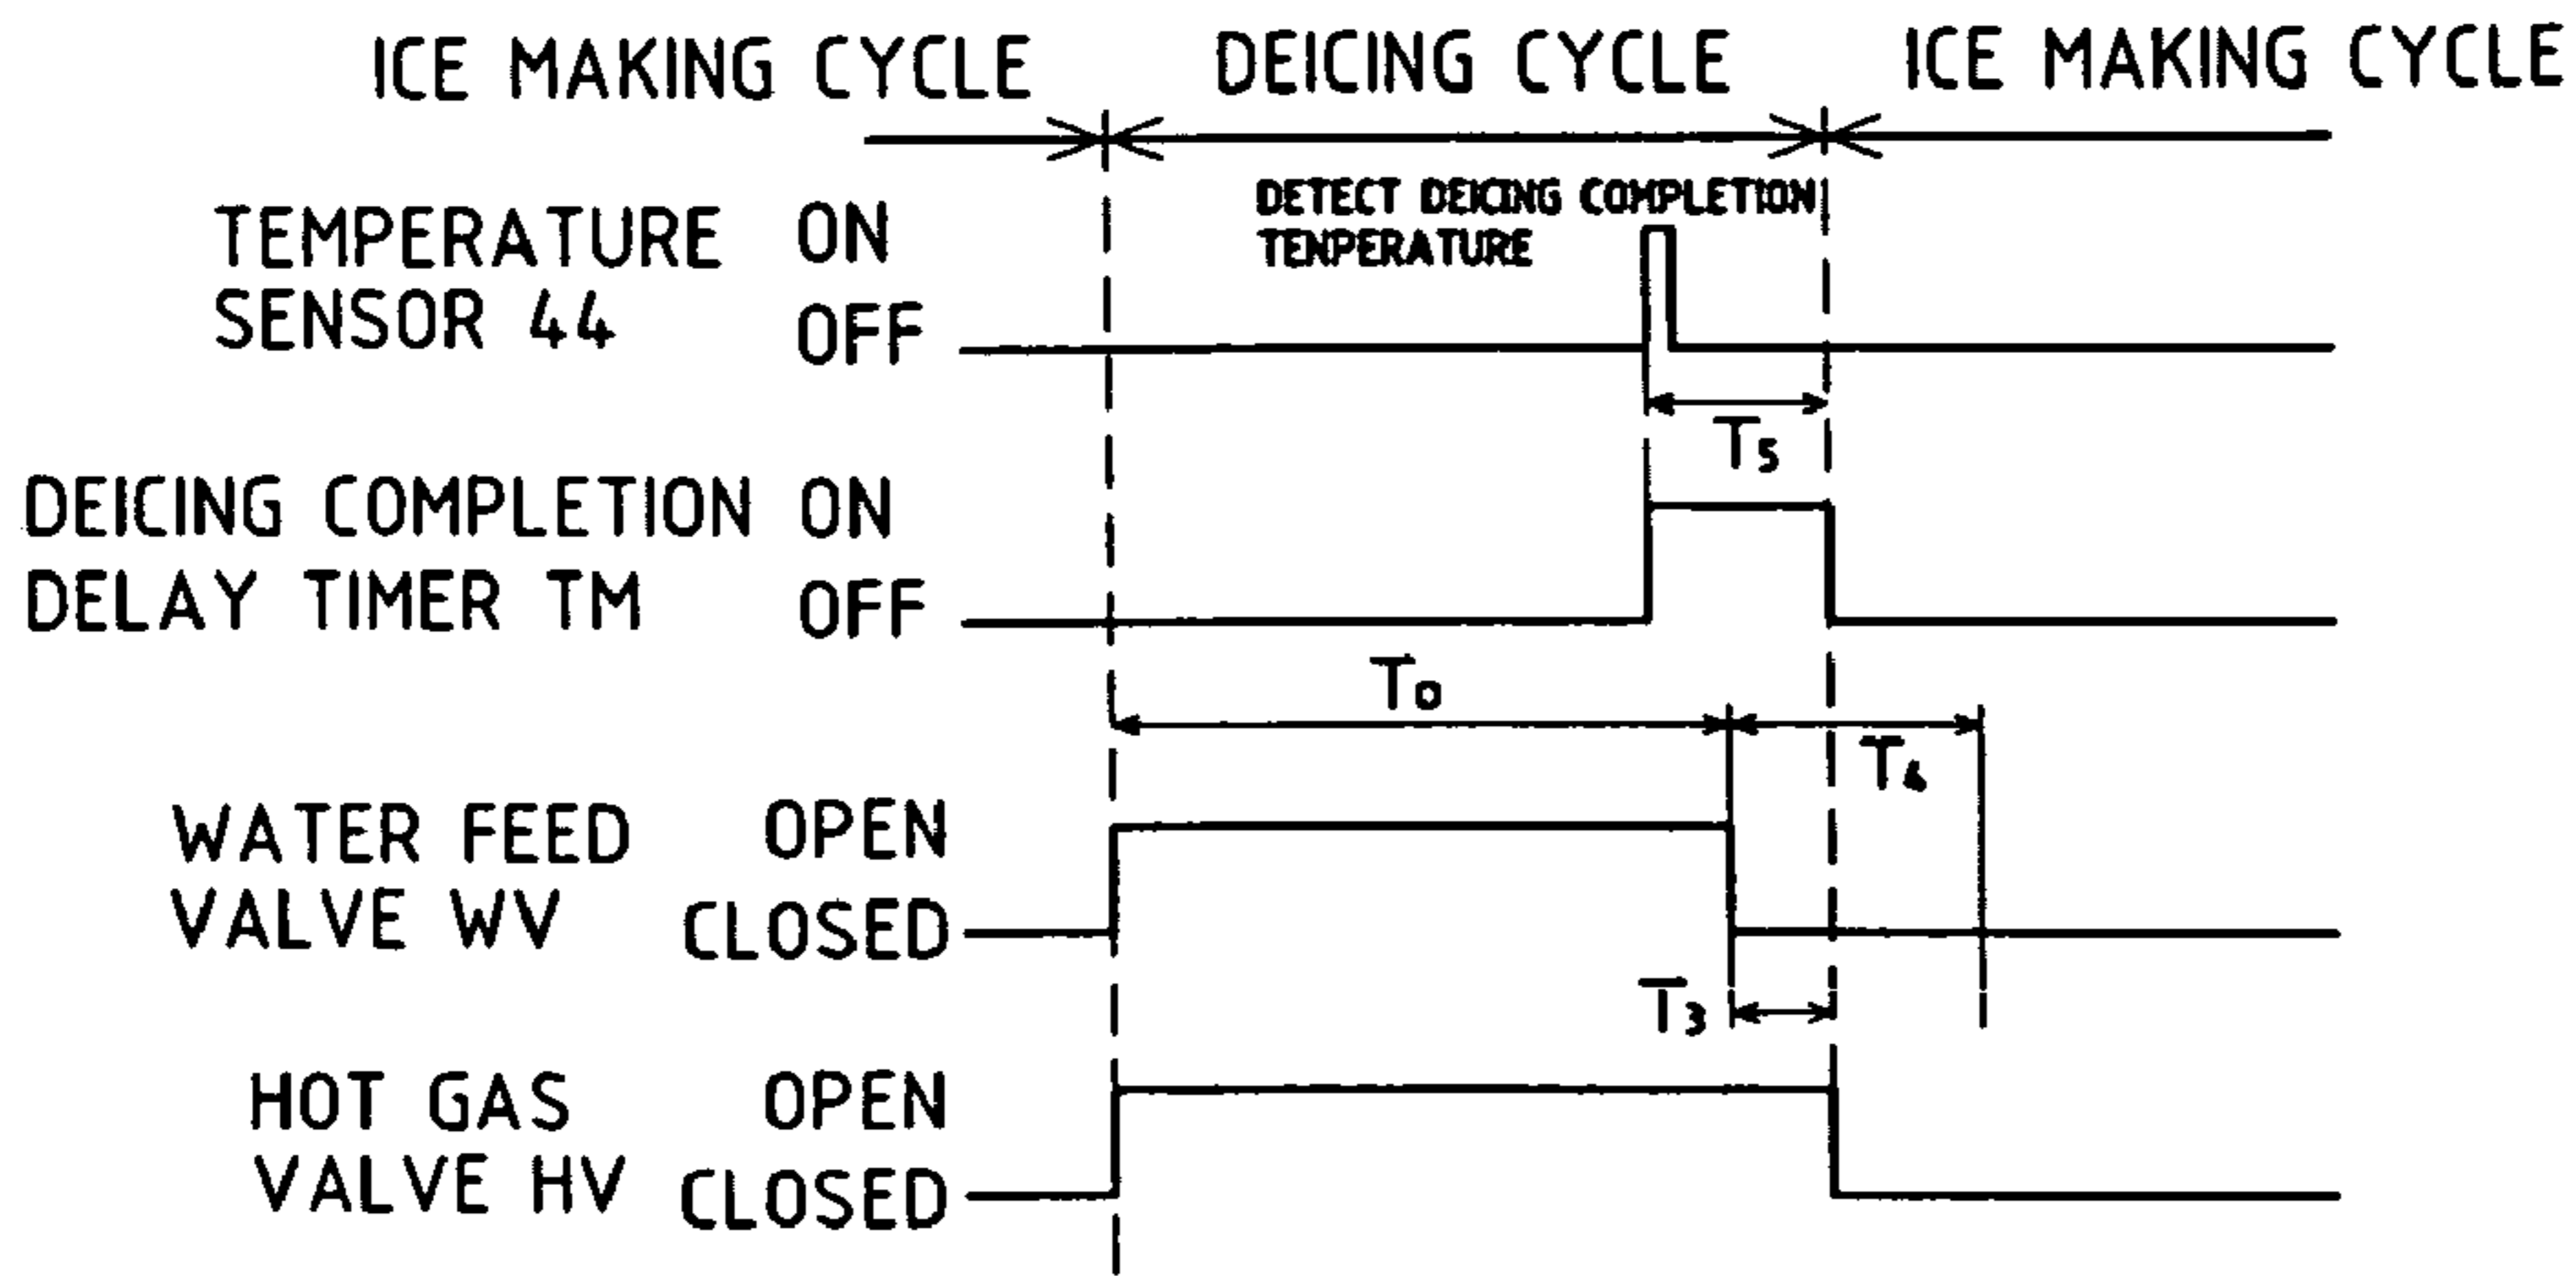 ICE MAKING CYCLE DEICING CYCLE ICE MAKING CYCLE
DETECT DEICING COMPLETION
TENPERATURE
TEMPERATURE ON
SENSOR 44 OFF
T5
DEICING COMPLETION ON
DELAY TIMER TM OFF
T0
T4
WATER FEED OPEN
VALVE WV CLOSED
T3
HOT GAS OPEN
VALVE HV CLOSED